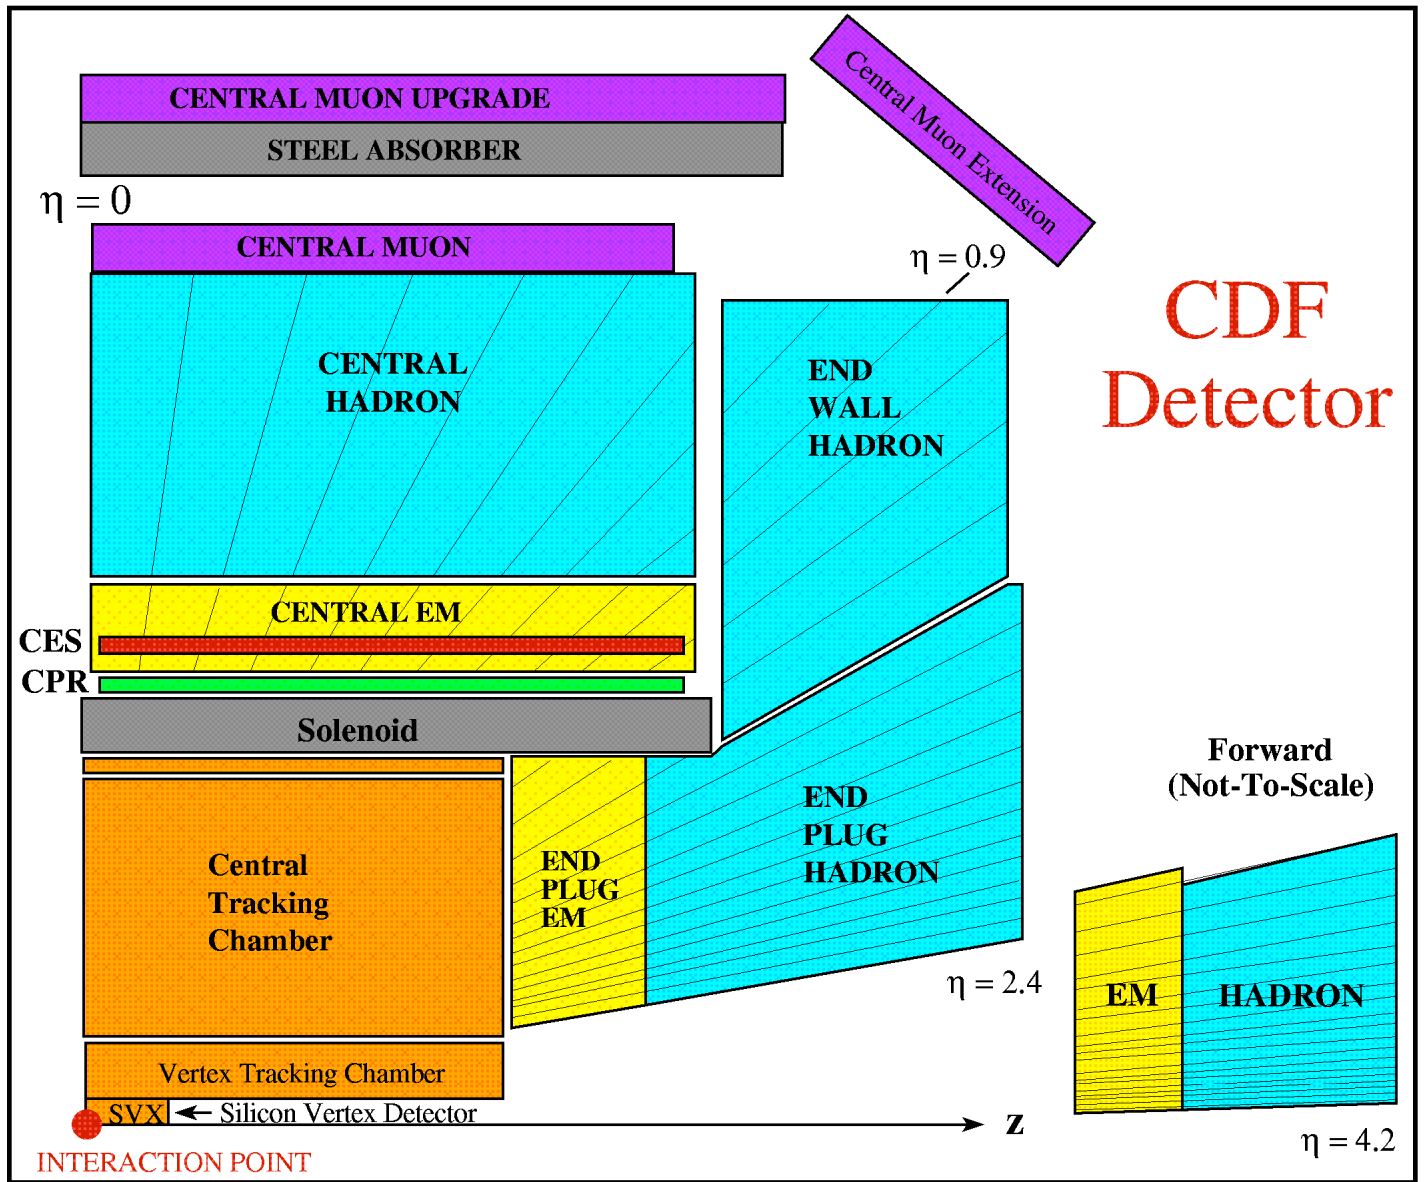 CENTRAL MUON UPGRADE
STEEL ABSORBER
Central Muon Extension
η = 0
CENTRAL MUON
η = 0.9
CENTRAL
HADRON
END
WALL
HADRON
CDF
Detector
CENTRAL EM
CES
CPR
Solenoid
Forward
(Not-To-Scale)
END
PLUG
HADRON
END
PLUG
EM
Central
Tracking
Chamber
η = 2.4
EM
HADRON
Vertex Tracking Chamber
SVX
Silicon Vertex Detector
z
η = 4.2
INTERACTION POINT